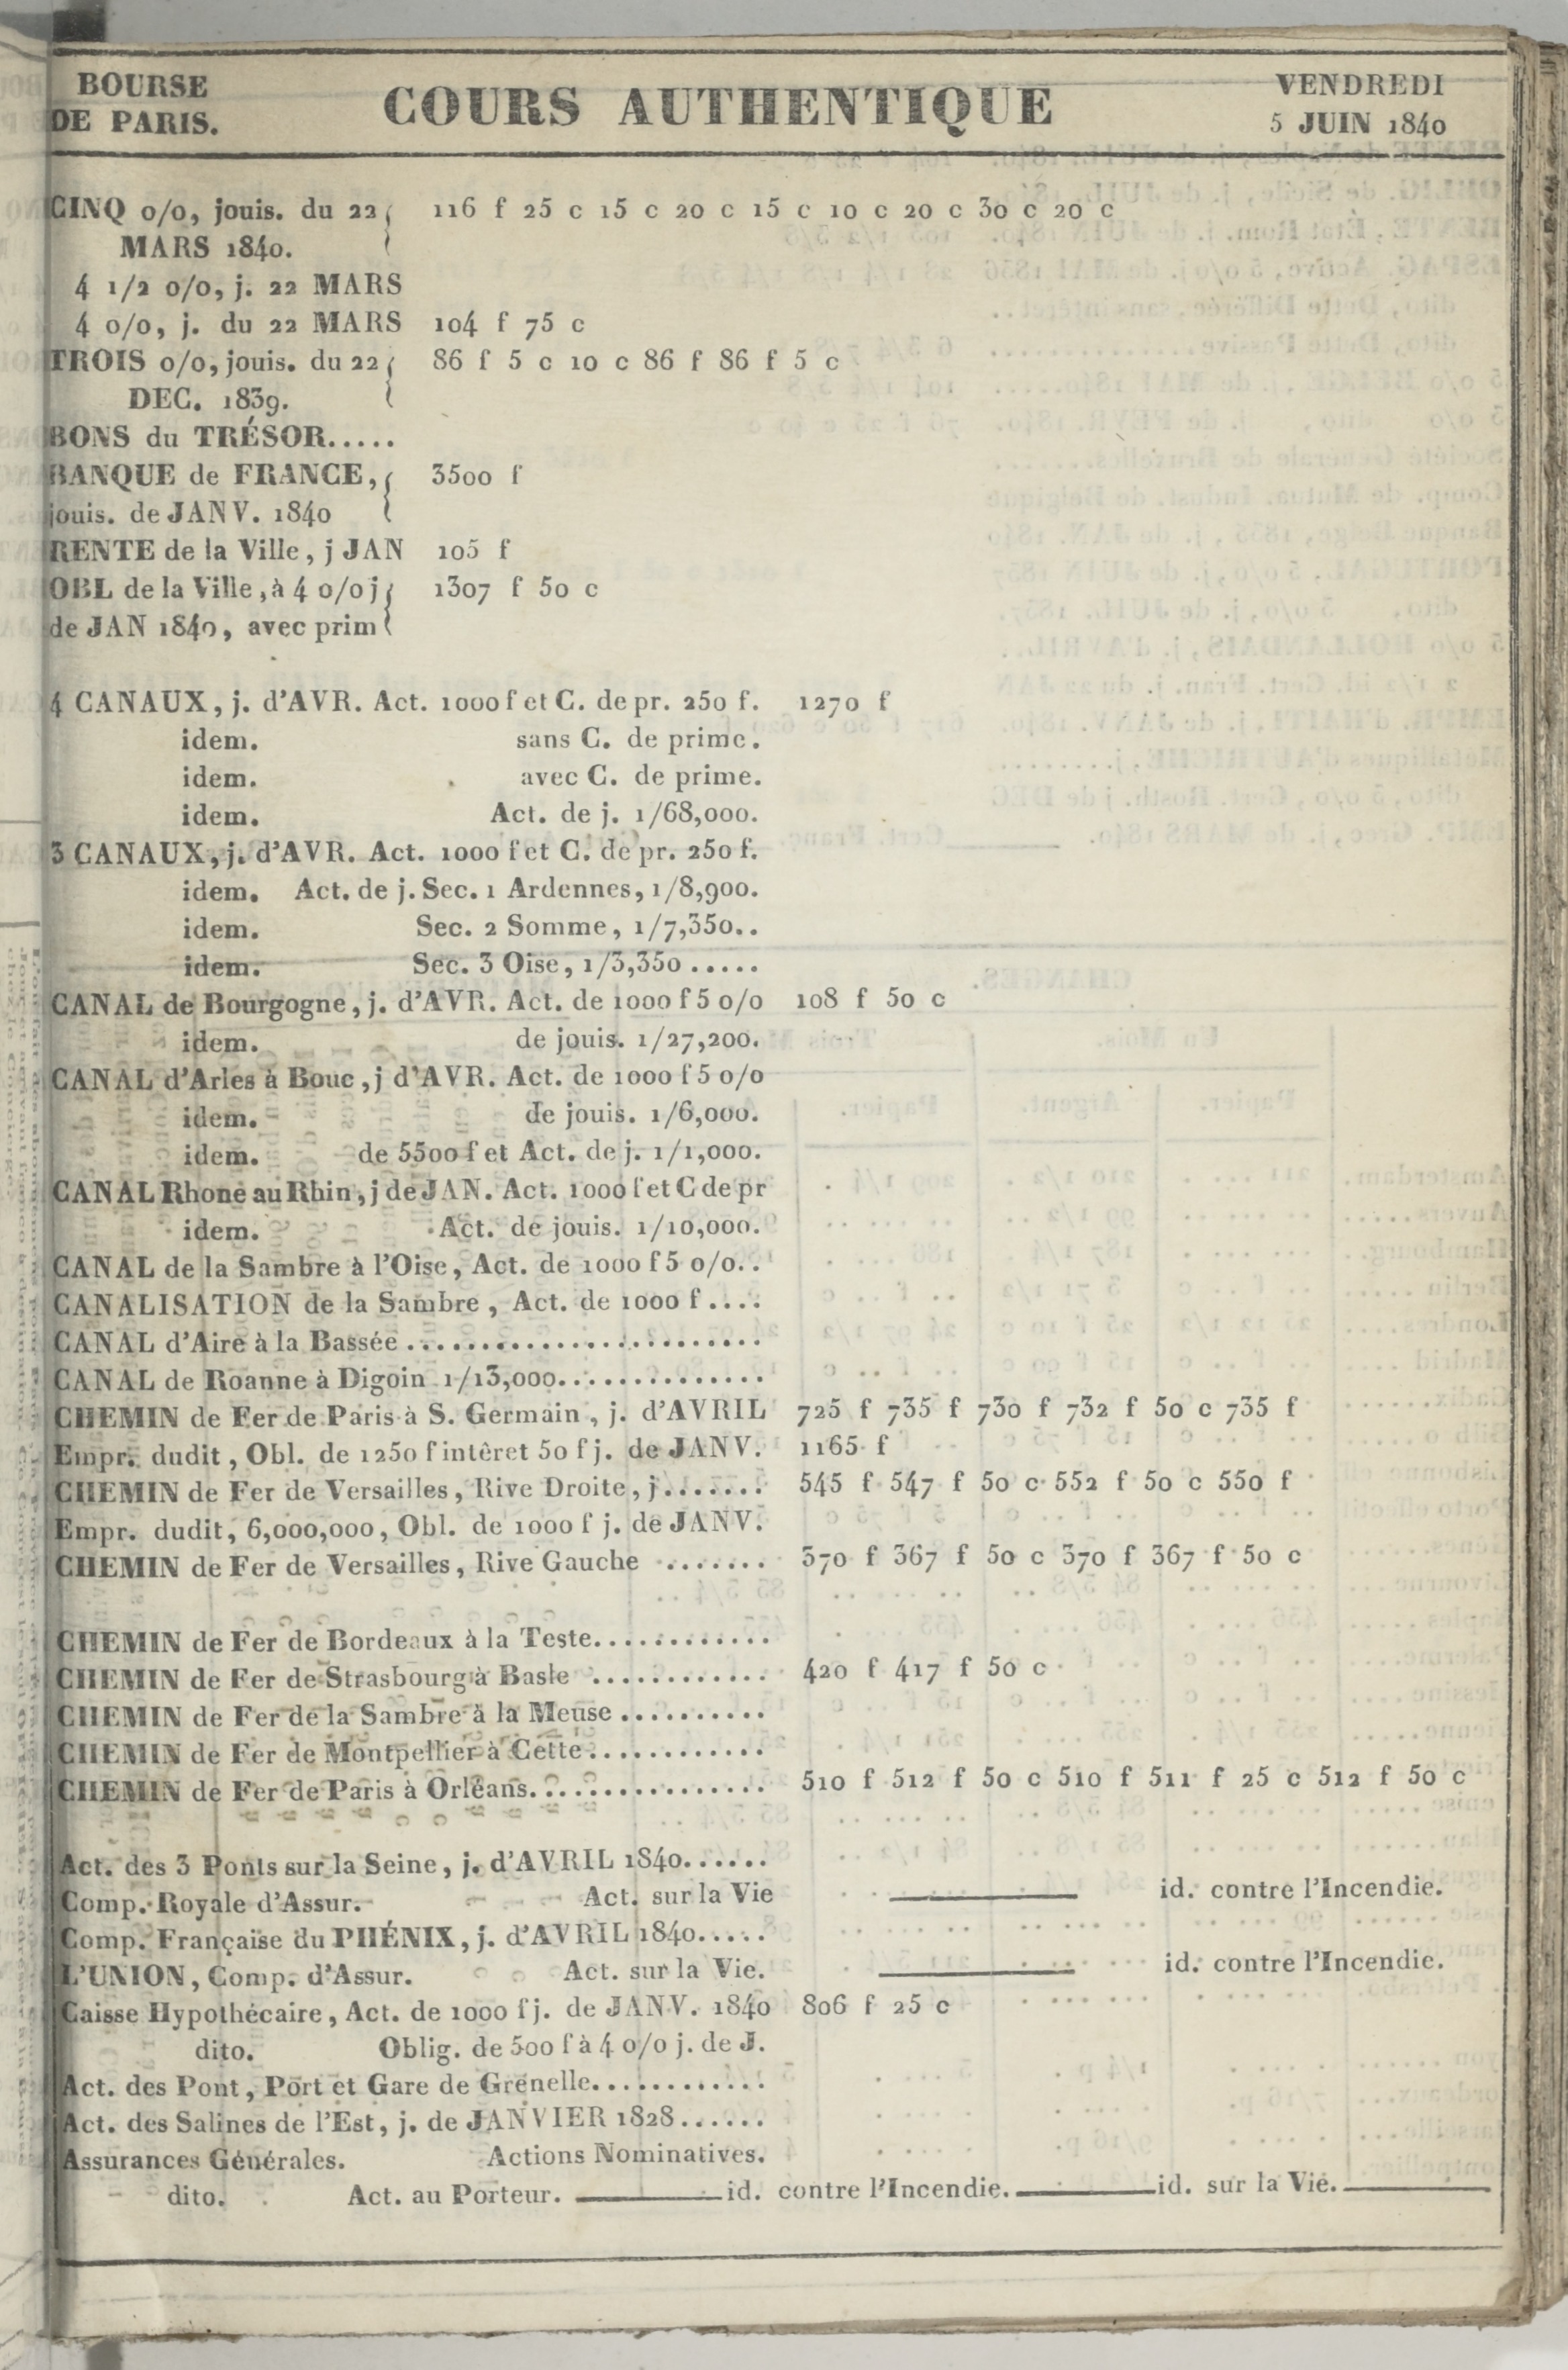 BOURSE DE PARIS.
COURS AUTHENTIQUE
VENDREDI 5 JUIN 1840
CINQ o/o, jouis. du 22 116 f 25 c 15 c 20 c 15 c 10 c 20 c 30 c 20 c
MARS 1840.
4 1/2 o/o, j. 22 MARS
4 o/o, j. du 22 MARS 104 f 75 c
TROIS o/o, jouis. du 22 86 f 5 c 10 c 86 f 86 f 5 c
DEC. 1839.
BONS du TRÉSOR.....
BANQUE de FRANCE, 3500 f
jouis. de JANV. 1840
RENTE de la Ville, j JAN 105 f
OBL de la Ville, à 4 o/o j 1307 f 50 c
de JAN 1840, avec prim
4 CANAUX, j. d'AVR. Act. 1000 f et C. de pr. 250 f. 1270 f
idem. sans C. de prime.
idem. avec C. de prime.
idem. Act. de j. 1/68,000.
3 CANAUX, j. d'AVR. Act. 1000 f et C. de pr. 250 f.
idem. Act. de j. Sec. 1 Ardennes, 1/8,900.
idem. Sec. 2 Somme, 1/7,350..
idem. Sec. 3 Oise, 1/3,350.....
CANAL de Bourgogne, j. d'AVR. Act. de 1000 f 5 o/o 108 f 50 c
idem. de jouis. 1/27,200.
CANAL d'Arles à Bouc, j d'AVR. Act. de 1000 f 5 o/o
idem. de jouis. 1/6,000.
idem. de 5500 f et Act. de j. 1/1,000.
CANAL Rhone au Rhin, j de JAN. Act. 1000 f et C de pr
idem. Act. de jouis. 1/10,000.
CANAL de la Sambre à l'Oise, Act. de 1000 f 5 o/o..
CANALISATION de la Sambre, Act. de 1000 f....
CANAL d'Aire à la Bassée........................
CANAL de Roanne à Digoin 1/13,000..............
CHEMIN de Fer de Paris à S. Germain, j. d'AVRIL 725 f 735 f 730 f 732 f 50 c 735 f
Empr. dudit, Obl. de 1250 f intêret 50 f j. de JANV. 1165 f
CHEMIN de Fer de Versailles, Rive Droite, j....... 545 f 547 f 50 c 552 f 50 c 550 f
Empr. dudit, 6,000,000, Obl. de 1000 f j. de JANV.
CHEMIN de Fer de Versailles, Rive Gauche ....... 370 f 367 f 50 c 370 f 367 f 50 c
CHEMIN de Fer de Bordeaux à la Teste............
CHEMIN de Fer de Strasbourg à Basle ............ 420 f 417 f 50 c
CHEMIN de Fer de la Sambre à la Meuse..........
CHEMIN de Fer de Montpellier à Cette............
CHEMIN de Fer de Paris à Orléans................ 510 f 512 f 50 c 510 f 511 f 25 c 512 f 50 c
Act. des 3 Ponts sur la Seine, j. d'AVRIL 1840......
Comp. Royale d'Assur. Act. sur la Vie id. contre l'Incendie.
Comp. Française du PHÉNIX, j. d'AVRIL 1840.....
L'UNION, Comp. d'Assur. Act. sur la Vie. id. contre l'Incendie.
Caisse Hypothécaire, Act. de 1000 f j. de JANV. 1840 806 f 25 c
dito. Oblig. de 500 f à 4 o/o j. de J.
Act. des Pont, Port et Gare de Grenelle............
Act. des Salines de l'Est, j. de JANVIER 1828......
Assurances Générales. Actions Nominatives.
dito. Act. au Porteur. id. contre l'Incendie. id. sur la Vie.